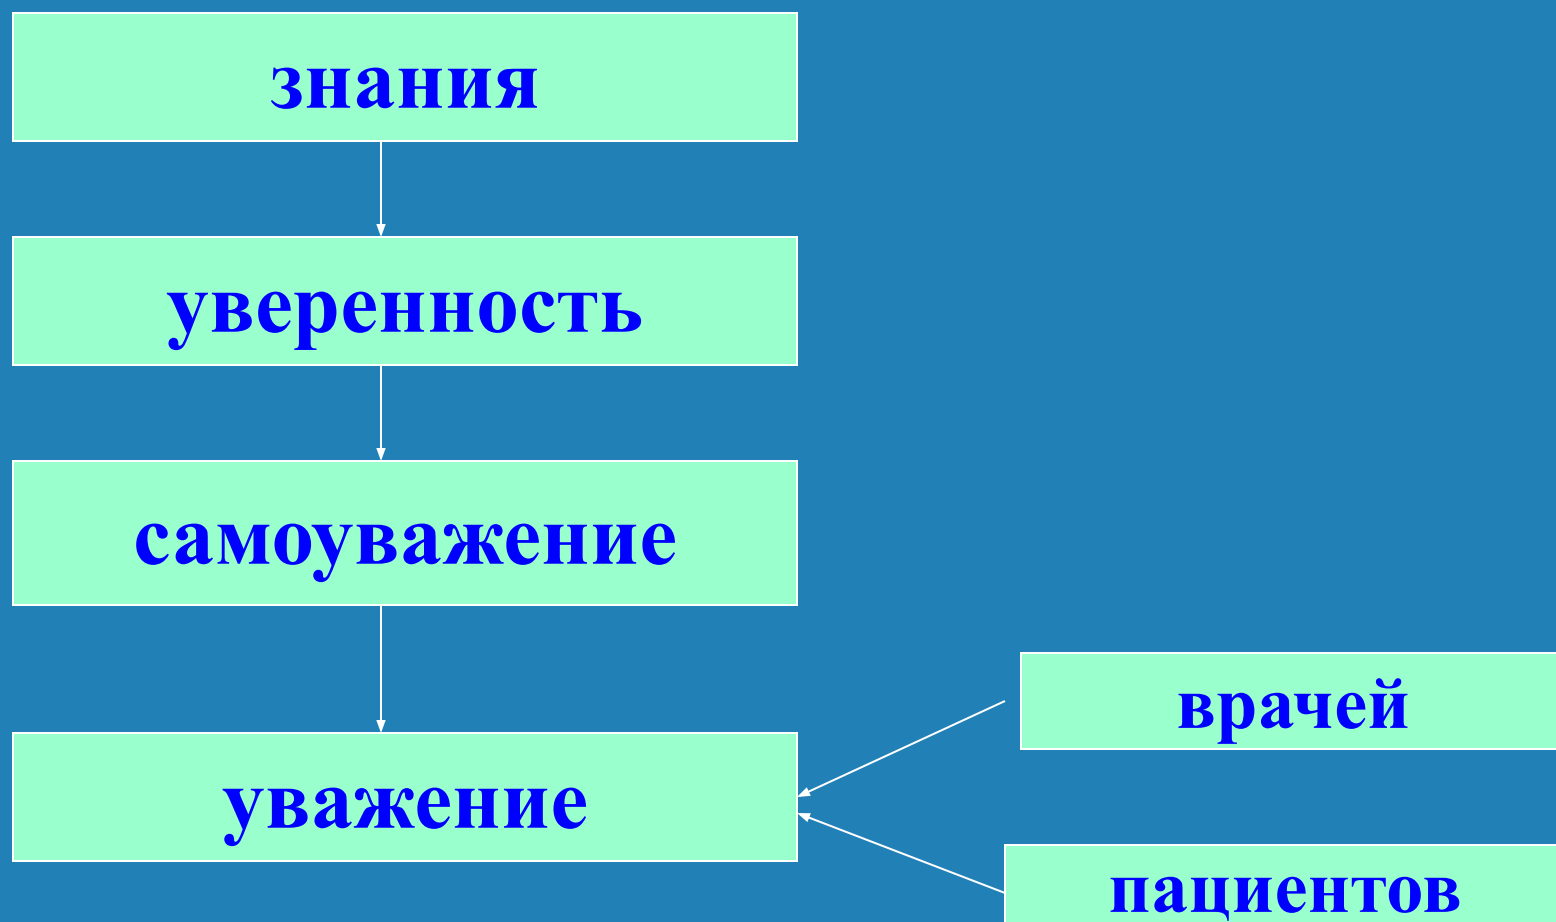 знания
уверенность
самоуважение
врачей
уважение
пациентов